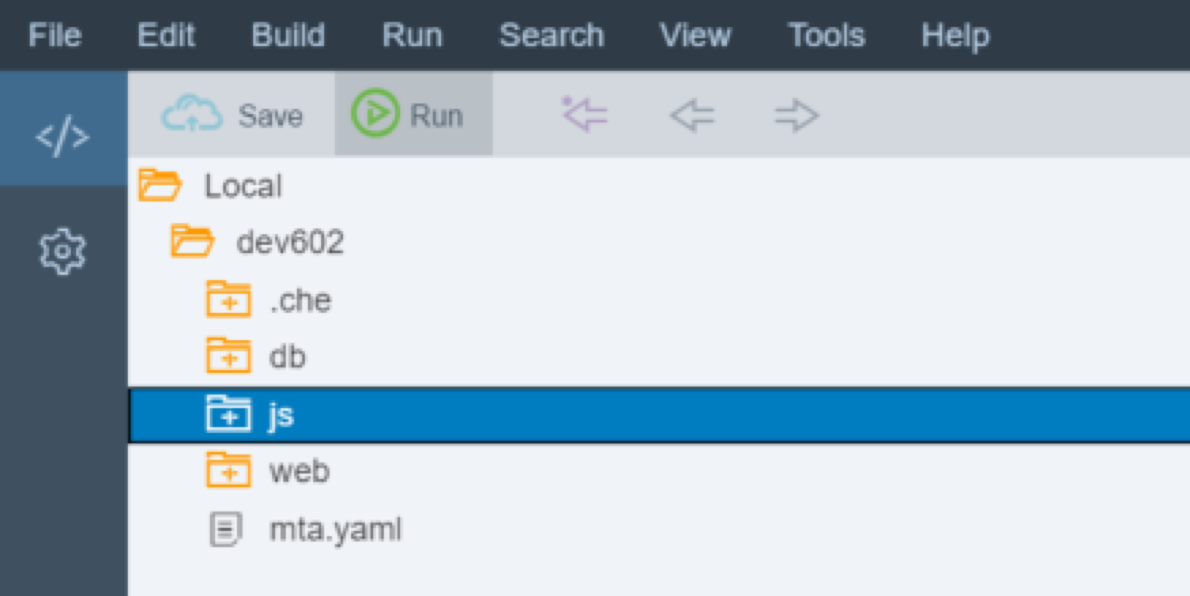 File Edit Build Run Search View Tools Help
</> Save Run
Local
dev602
.che
db
js
web
mta.yaml